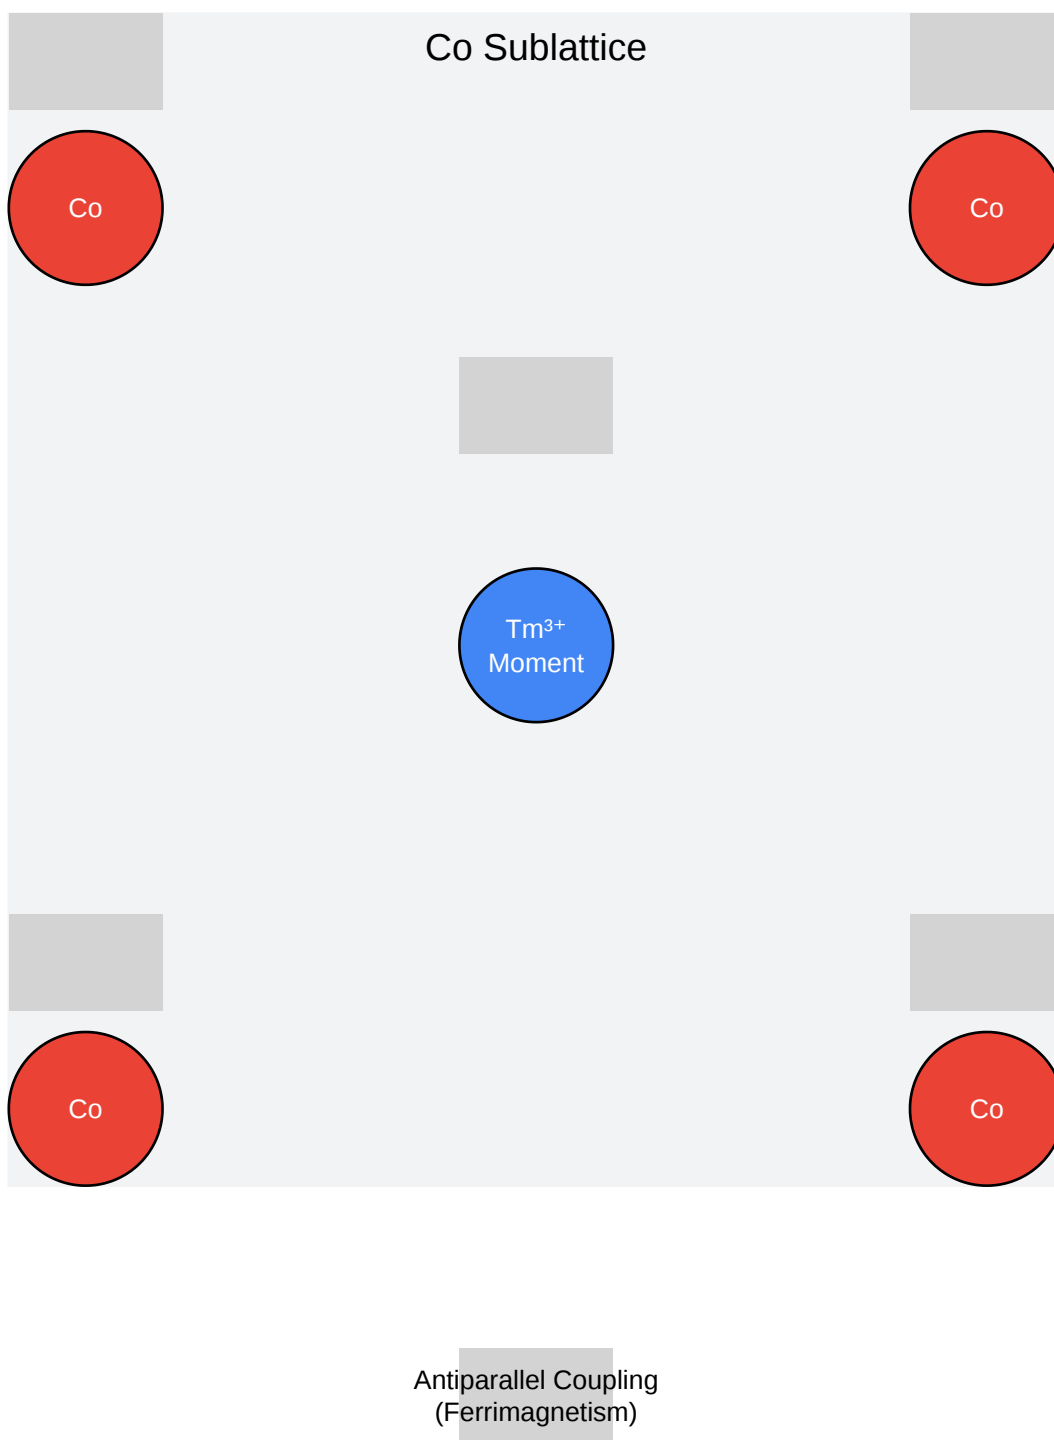 Co Sublattice
Co
Co
Tm³⁺
Moment
Co
Co
Antiparallel Coupling
(Ferrimagnetism)